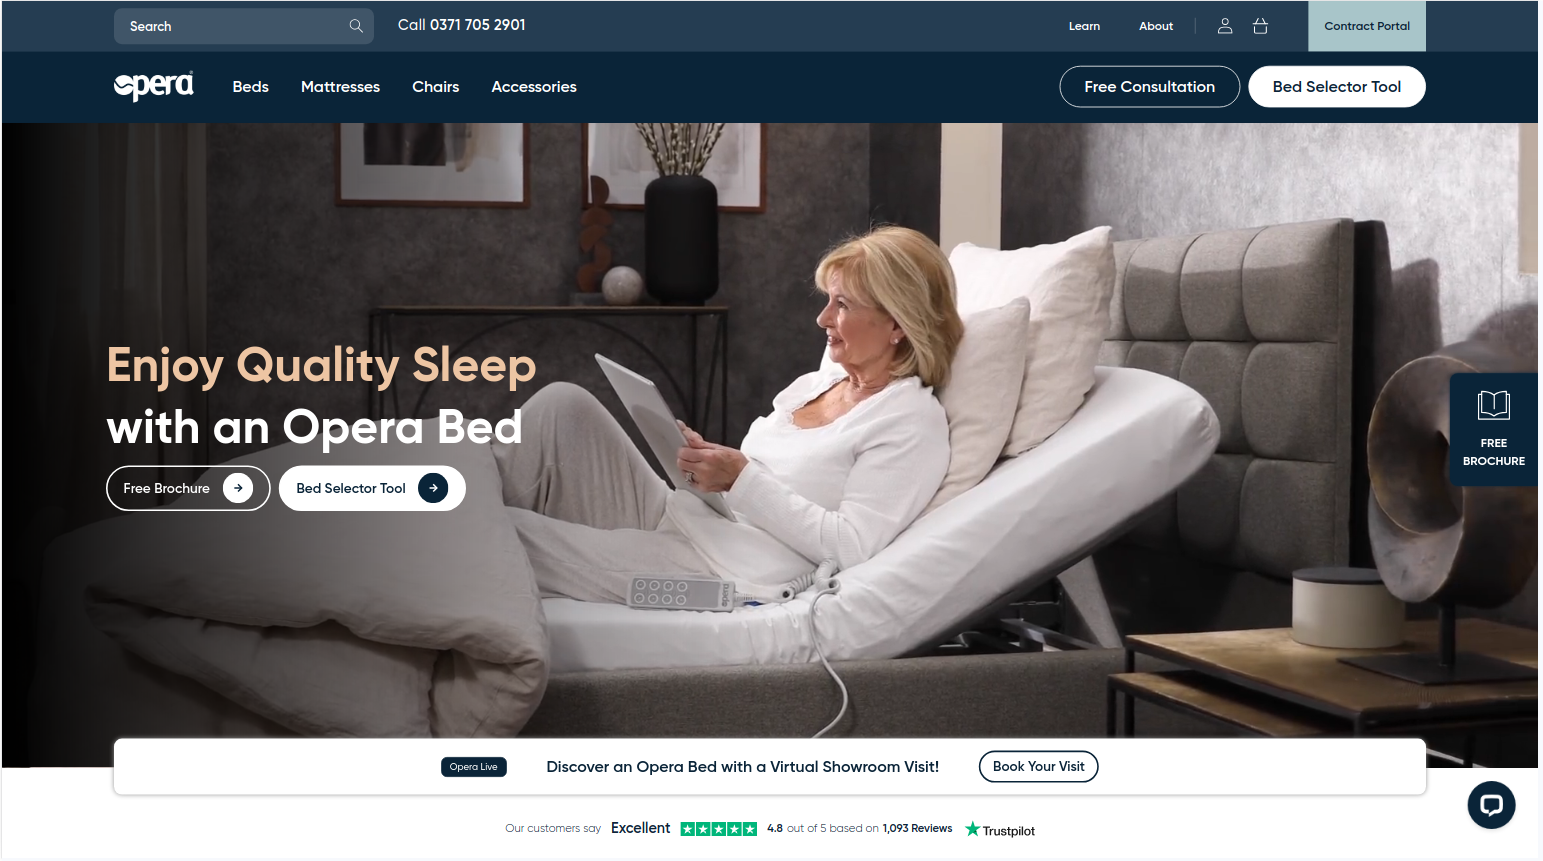 Search
Call 0371 705 2901
Learn
About
Contract Portal
opera
Beds
Mattresses
Chairs
Accessories
Free Consultation
Bed Selector Tool
Enjoy Quality Sleep
with an Opera Bed
Free Brochure
Bed Selector Tool
FREE
BROCHURE
opera
Opera Live
Discover an Opera Bed with a Virtual Showroom Visit!
Book Your Visit
Our customers say Excellent 4.8 out of 5 based on 1,093 Reviews Trustpilot